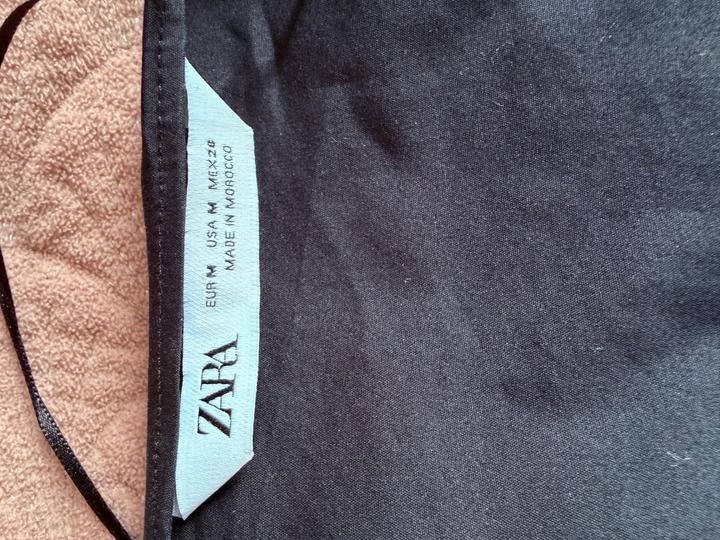 ZARA
EUR M USA M MEX 28
MADE IN MOROCCO